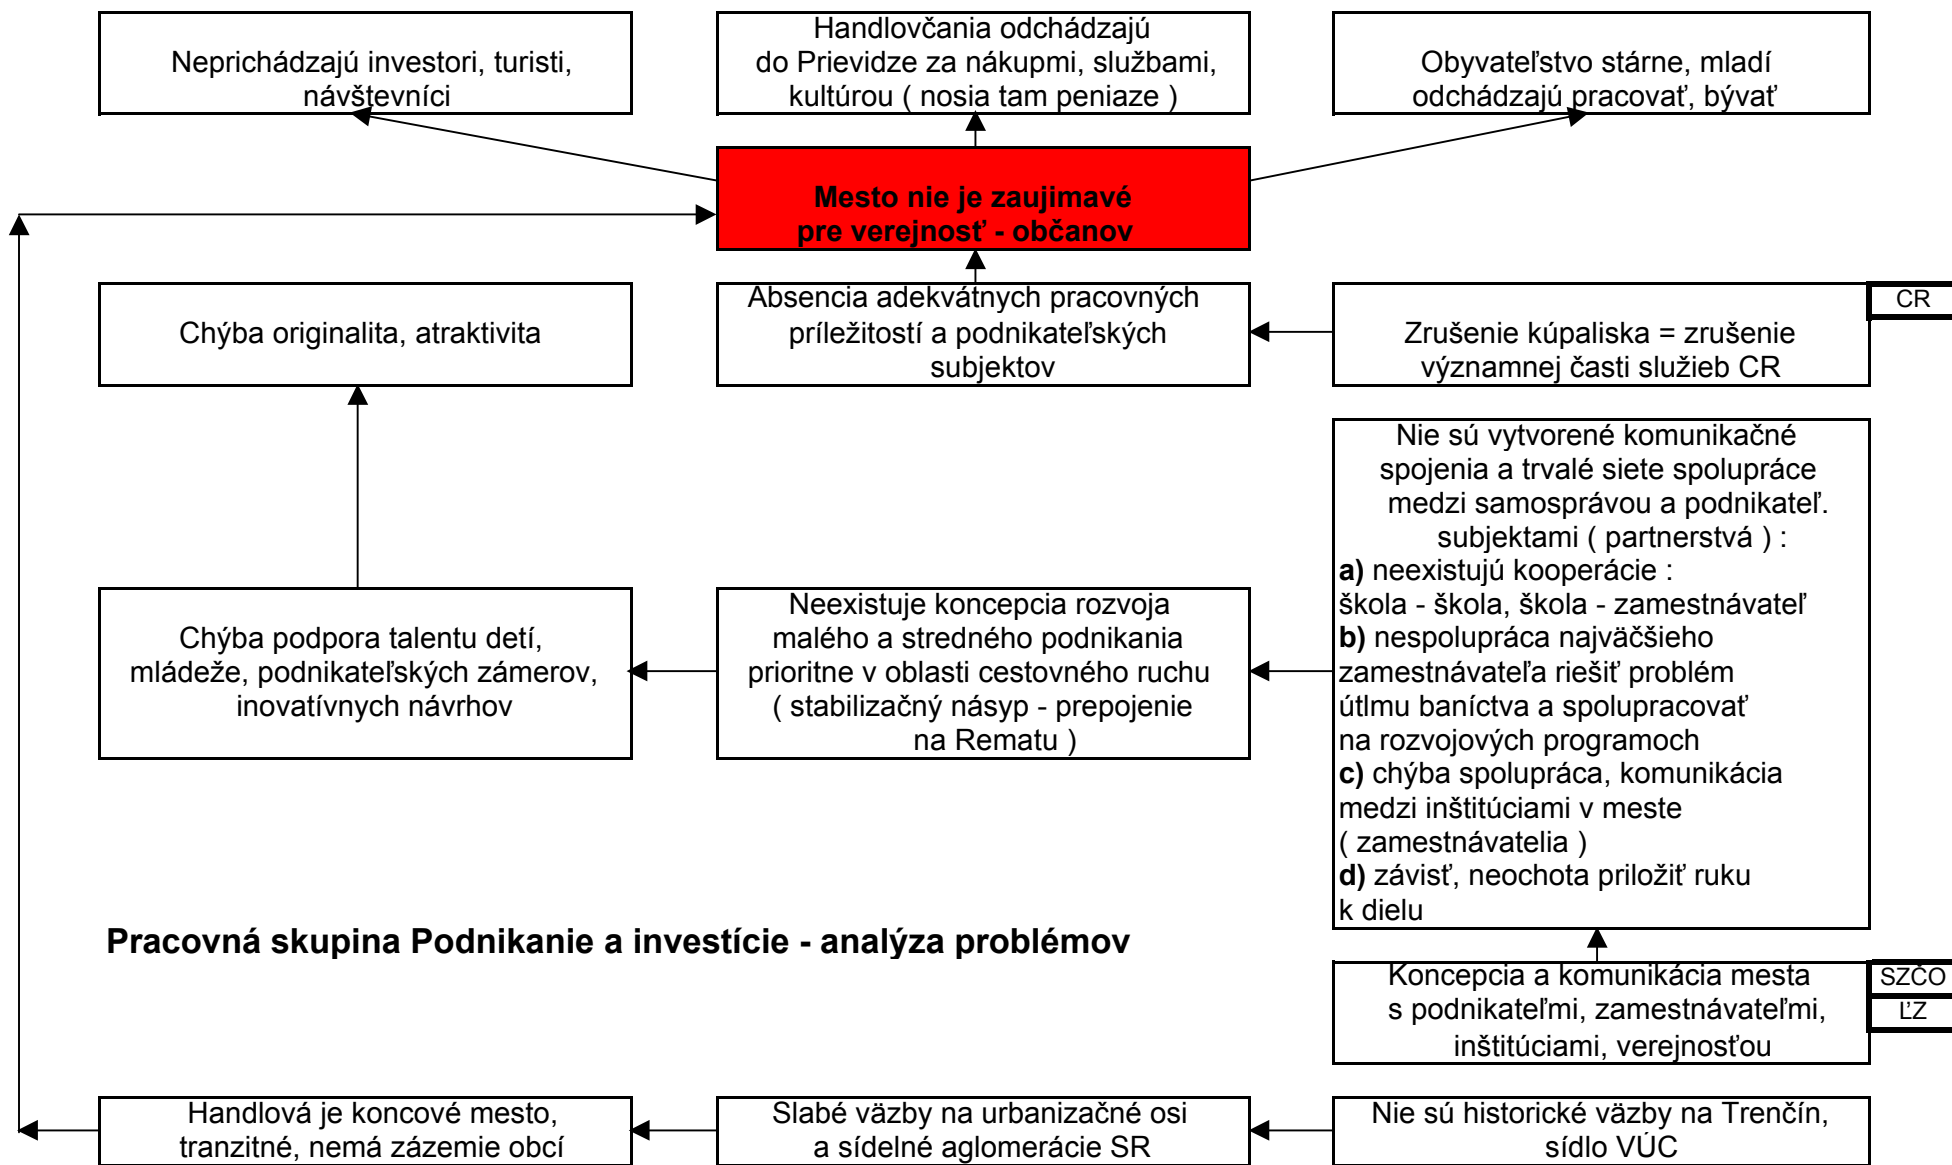 Neprichádzajú investori, turisti,
návštevníci
Handlovčania odchádzajú
do Prievidze za nákupmi, službami,
kultúrou ( nosia tam peniaze )
Obyvateľstvo stárne, mladí
odchádzajú pracovať, bývať
Mesto nie je zaujimavé
pre verejnosť - občanov
Chýba originalita, atraktivita
Absencia adekvátnych pracovných
príležitostí a podnikateľských
subjektov
Zrušenie kúpaliska = zrušenie
významnej časti služieb CR
CR
Nie sú vytvorené komunikačné
spojenia a trvalé siete spolupráce
medzi samosprávou a podnikateľ.
subjektami ( partnerstvá ) :
a) neexistujú kooperácie :
škola - škola, škola - zamestnávateľ
b) nespolupráca najväčšieho
zamestnávateľa riešiť problém
útlmu baníctva a spolupracovať
na rozvojových programoch
c) chýba spolupráca, komunikácia
medzi inštitúciami v meste
( zamestnávatelia )
d) závisť, neochota priložiť ruku
k dielu
Chýba podpora talentu detí,
mládeže, podnikateľských zámerov,
inovatívnych návrhov
Neexistuje koncepcia rozvoja
malého a stredného podnikania
prioritne v oblasti cestovného ruchu
( stabilizačný násyp - prepojenie
na Rematu )
Pracovná skupina Podnikanie a investície - analýza problémov
Koncepcia a komunikácia mesta
s podnikateľmi, zamestnávateľmi,
inštitúciami, verejnosťou
SZČO
ĽZ
Handlová je koncové mesto,
tranzitné, nemá zázemie obcí
Slabé väzby na urbanizačné osi
a sídelné aglomerácie SR
Nie sú historické väzby na Trenčín,
sídlo VÚC